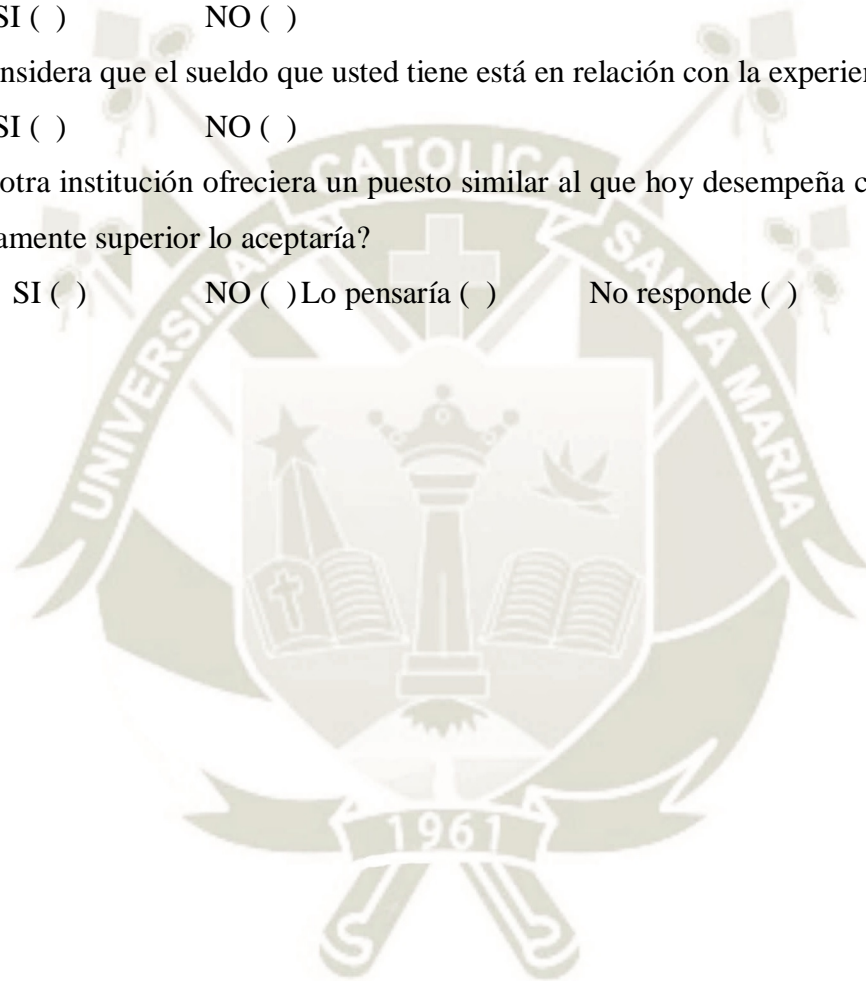 SI ( ) NO ( )
nsidera que el sueldo que usted tiene está en relación con la experie
SI ( ) NO ( )
otra institución ofreciera un puesto similar al que hoy desempeña c
amente superior lo aceptaría?
SI ( ) NO ( ) Lo pensaría ( ) No responde ( )
UNIVERSIDAD CATOLICA SANTA MARIA
1961